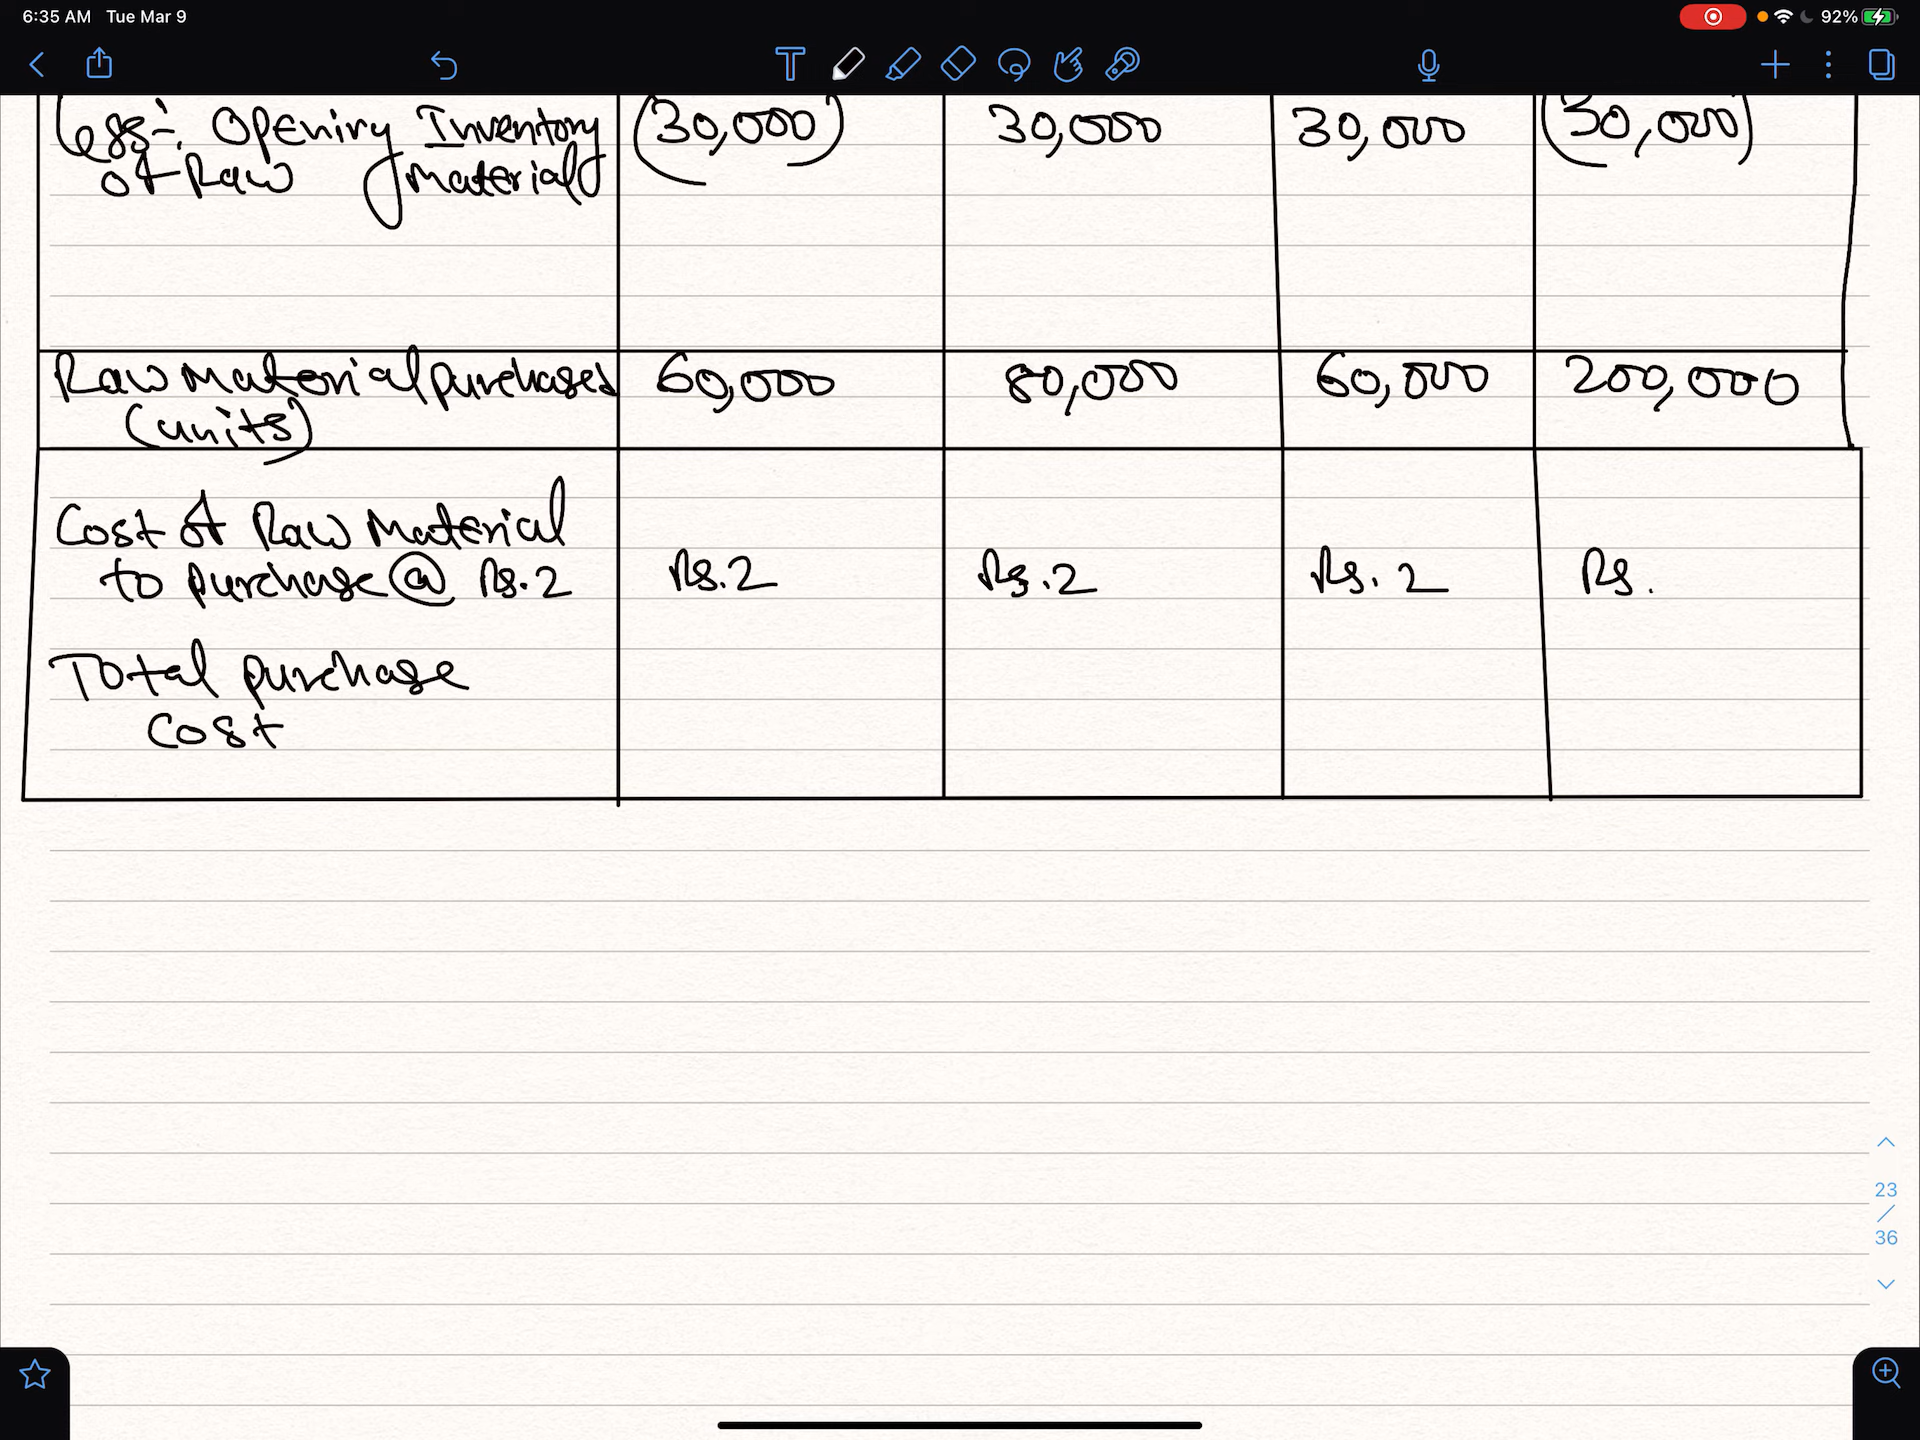 6:35 AM Tue Mar 9
92%
Less:- Opening Inventory (30,000) 30,000 30,000 (30,000)
of Raw Material
Raw Material purchased 60,000 80,000 60,000 200,000
(units)
Cost of Raw Material
to purchase @ Rs.2 Rs.2 Rs.2 Rs.2 Rs.
Total purchase
Cost
23
/
36